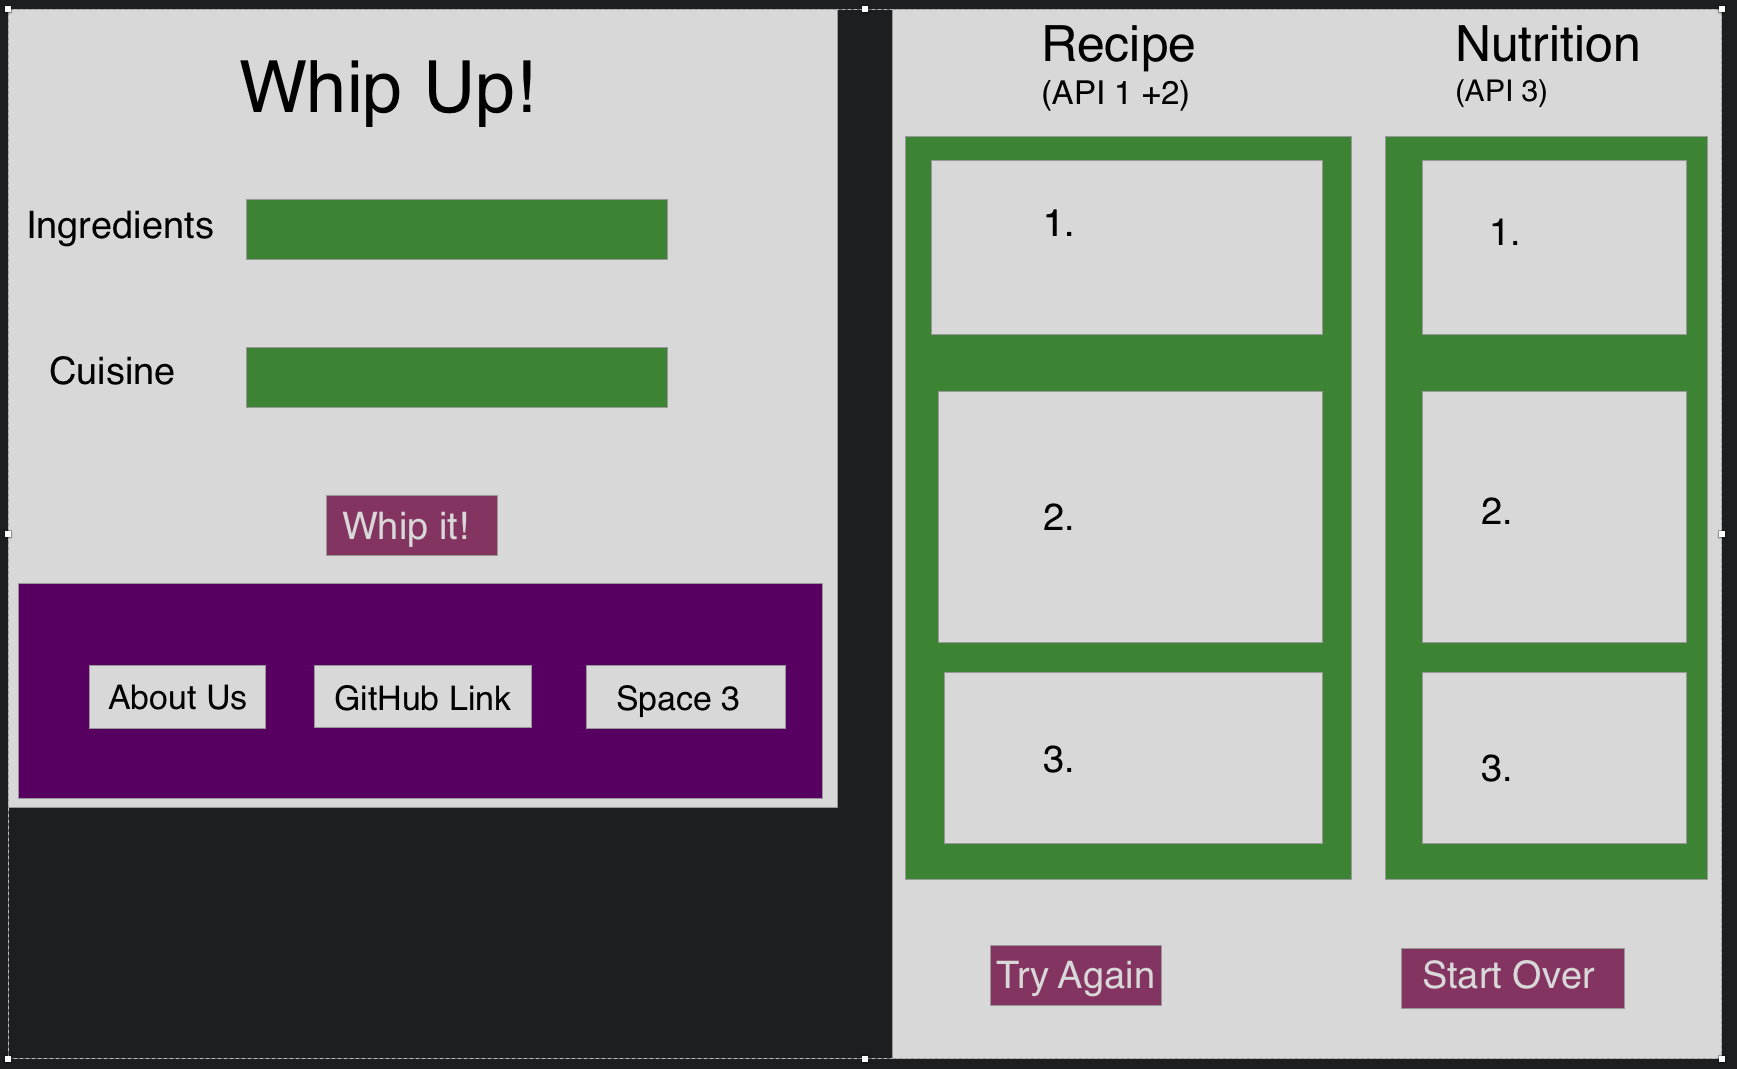 Whip Up!
Ingredients
Cuisine
Whip it!
About Us
GitHub Link
Space 3
Recipe
(API 1 +2)
1.
2.
3.
Try Again
Nutrition
(API 3)
1.
2.
3.
Start Over